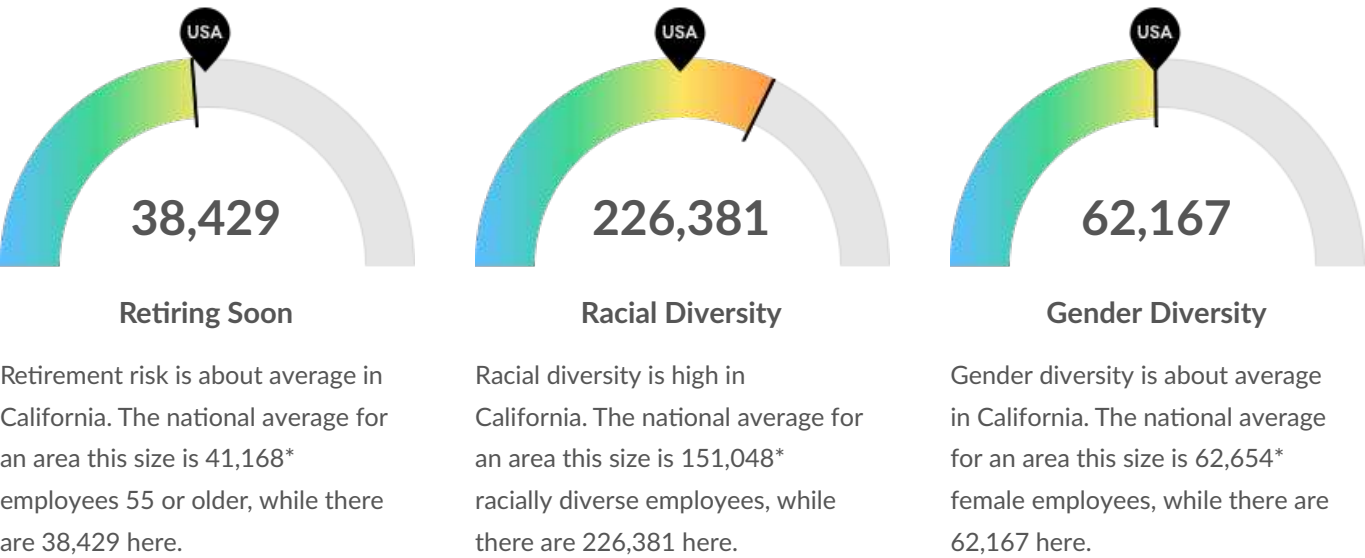 USA
38,429
Retiring Soon
Retirement risk is about average in
California. The national average for
an area this size is 41,168*
employees 55 or older, while there
are 38,429 here.
USA
226,381
Racial Diversity
Racial diversity is high in
California. The national average for
an area this size is 151,048*
racially diverse employees, while
there are 226,381 here.
USA
62,167
Gender Diversity
Gender diversity is about average
in California. The national average
for an area this size is 62,654*
female employees, while there are
62,167 here.